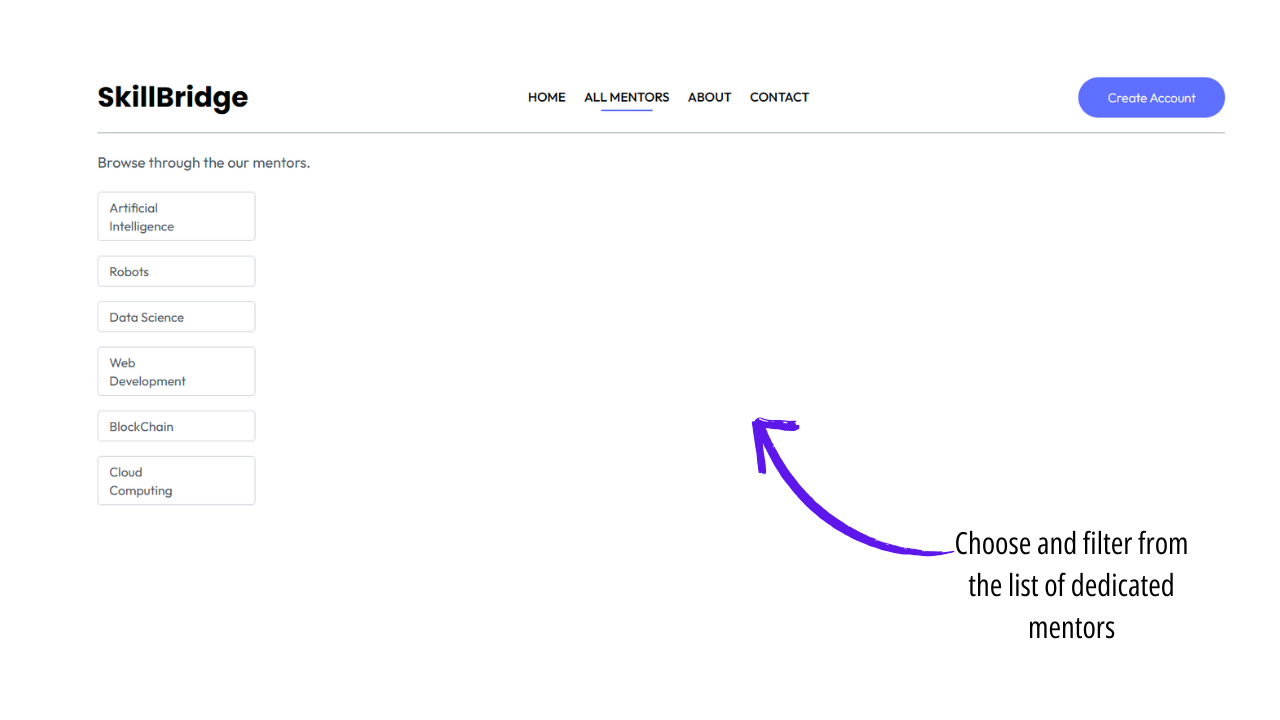 SkillBridge
HOME
ALL MENTORS
ABOUT
CONTACT
Create Account
Browse through the our mentors.
Artificial
Intelligence
Robots
Data Science
Web
Development
BlockChain
Cloud
Computing
Choose and filter from
the list of dedicated
mentors